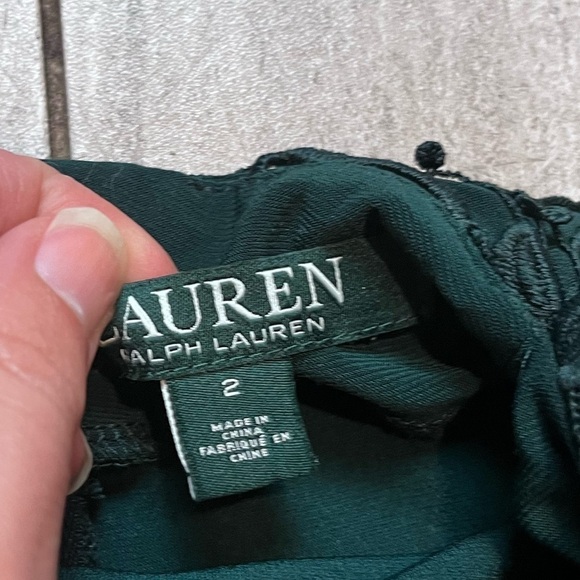 LAUREN
RALPH LAUREN
2
MADE IN
CHINA
FABRIQUÉ EN
CHINE